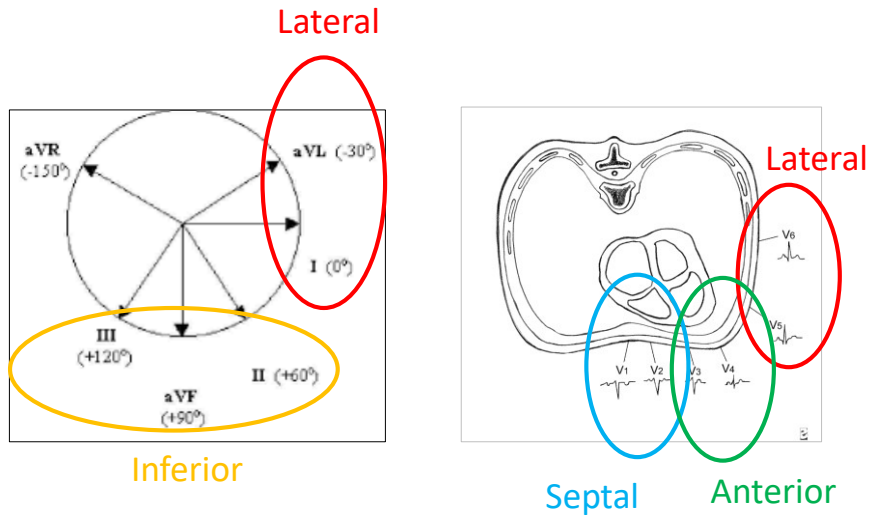 Lateral
aVR
(-150°)
aVL (-30°)
I (0°)
III
(+120°)
II (+60°)
aVF
(+90°)
Inferior
Lateral
V6
V5
V1 V2 V3 V4
Septal
Anterior